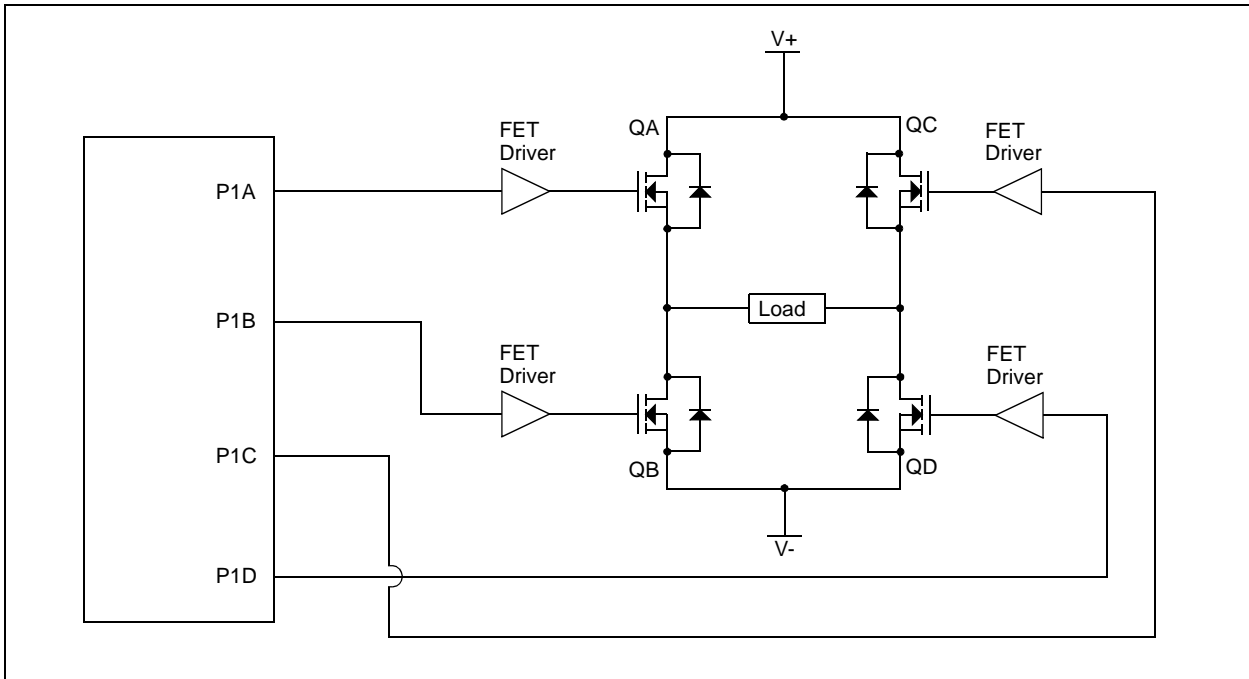 V+
QA
QC
FET
Driver
FET
Driver
P1A
Load
P1B
FET
Driver
FET
Driver
P1C
QB
QD
V-
P1D